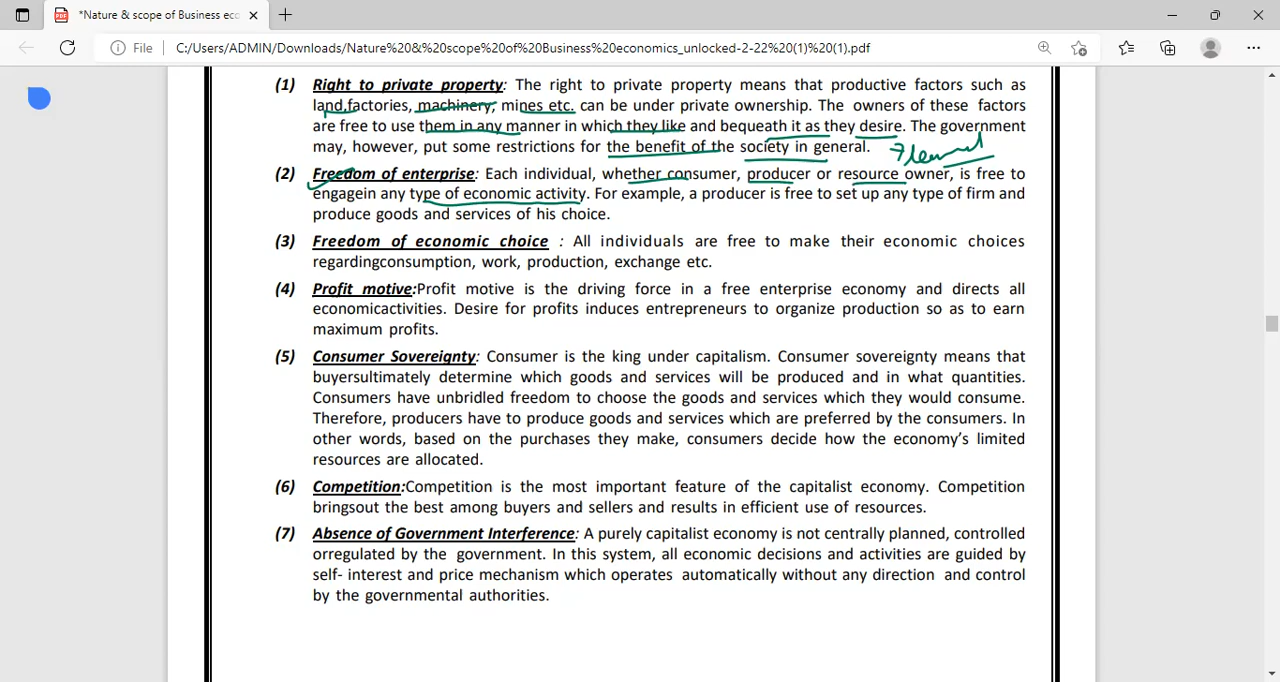 *Nature & scope of Business eco
File C:/Users/ADMIN/Downloads/Nature%20&%20scope%20of%20Business%20economics_unlocked-2-22%20(1)%20(1).pdf
(1) Right to private property: The right to private property means that productive factors such as
land,factories, machinery, mines etc. can be under private ownership. The owners of these factors
are free to use them in any manner in which they like and bequeath it as they desire. The government
may, however, put some restrictions for the benefit of the society in general.
(2) Freedom of enterprise: Each individual, whether consumer, producer or resource owner, is free to
engagein any type of economic activity. For example, a producer is free to set up any type of firm and
produce goods and services of his choice.
(3) Freedom of economic choice : All individuals are free to make their economic choices
regardingconsumption, work, production, exchange etc.
(4) Profit motive:Profit motive is the driving force in a free enterprise economy and directs all
economicactivities. Desire for profits induces entrepreneurs to organize production so as to earn
maximum profits.
(5) Consumer Sovereignty: Consumer is the king under capitalism. Consumer sovereignty means that
buyersultimately determine which goods and services will be produced and in what quantities.
Consumers have unbridled freedom to choose the goods and services which they would consume.
Therefore, producers have to produce goods and services which are preferred by the consumers. In
other words, based on the purchases they make, consumers decide how the economy's limited
resources are allocated.
(6) Competition:Competition is the most important feature of the capitalist economy. Competition
bringsout the best among buyers and sellers and results in efficient use of resources.
(7) Absence of Government Interference: A purely capitalist economy is not centrally planned, controlled
orregulated by the government. In this system, all economic decisions and activities are guided by
self- interest and price mechanism which operates automatically without any direction and control
by the governmental authorities.